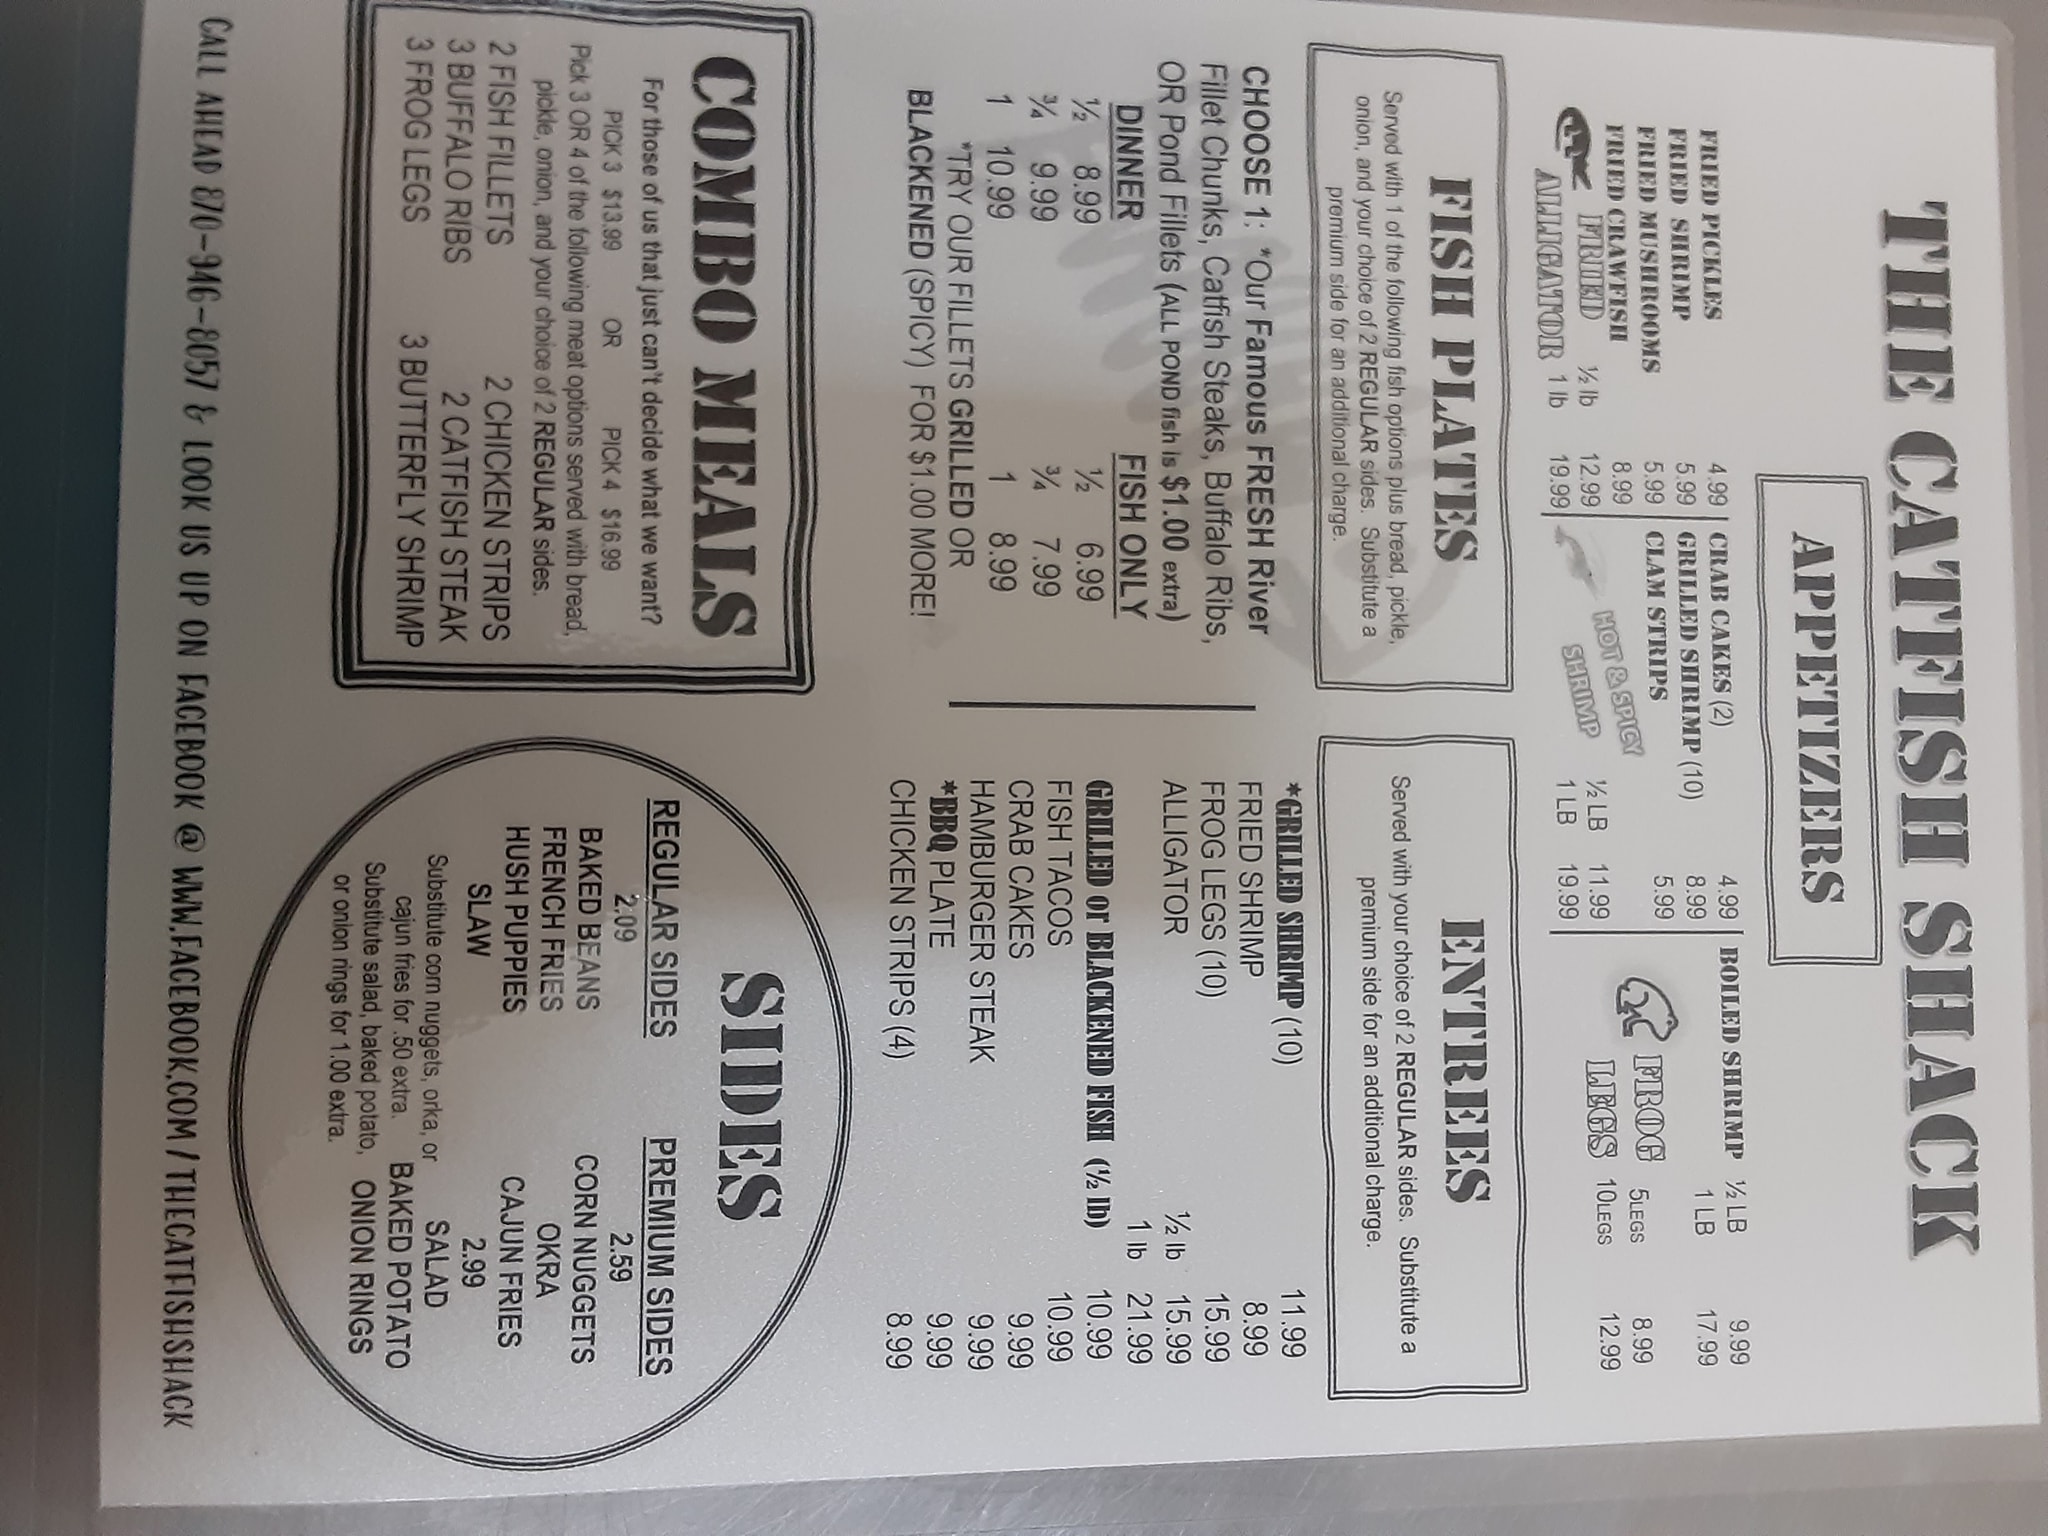 THE CATFISH SHACK
APPETIZERS
FRIED PICKLES 4.99
FRIED SHRIMP 5.99
FRIED MUSHROOMS 5.99
FRIED CRAWFISH 8.99
FRIED ½ lb 12.99
ALLIGATOR 1 lb 19.99
CRAB CAKES (2) 4.99
GRILLED SHRIMP (10) 8.99
CLAM STRIPS 5.99
HOT & SPICY ½ LB 11.99
SHRIMP 1 LB 19.99
BOILED SHRIMP ½ LB 9.99
1 LB 17.99
FROG 5LEGS 8.99
LEGS 10LEGS 12.99
FISH PLATES
Served with 1 of the following fish options plus bread, pickle,
onion, and your choice of 2 REGULAR sides. Substitute a
premium side for an additional charge.
CHOOSE 1: *Our Famous FRESH River
Fillet Chunks, Catfish Steaks, Buffalo Ribs,
OR Pond Fillets (ALL POND fish is $1.00 extra)
DINNER FISH ONLY
½ 8.99 ½ 6.99
¾ 9.99 ¾ 7.99
1 10.99 1 8.99
*TRY OUR FILLETS GRILLED OR
BLACKENED (SPICY) FOR $1.00 MORE!
ENTREES
Served with your choice of 2 REGULAR sides. Substitute a
premium side for an additional charge.
*GRILLED SHRIMP (10) 11.99
FRIED SHRIMP 8.99
FROG LEGS (10) 15.99
ALLIGATOR ½ lb 15.99
1 lb 21.99
GRILLED or BLACKENED FISH (½ lb) 10.99
FISH TACOS 10.99
CRAB CAKES 9.99
HAMBURGER STEAK 9.99
*BBQ PLATE 9.99
CHICKEN STRIPS (4) 8.99
COMBO MEALS
For those of us that just can't decide what we want?
PICK 3 $13.99 OR PICK 4 $16.99
Pick 3 OR 4 of the following meat options served with bread,
pickle, onion, and your choice of 2 REGULAR sides.
2 FISH FILLETS 2 CHICKEN STRIPS
3 BUFFALO RIBS 2 CATFISH STEAK
3 FROG LEGS 3 BUTTERFLY SHRIMP
SIDES
REGULAR SIDES
2.09
BAKED BEANS
FRENCH FRIES
HUSH PUPPIES
SLAW
Substitute corn nuggets, orka, or
cajun fries for .50 extra.
Substitute salad, baked potato,
or onion rings for 1.00 extra.
PREMIUM SIDES
2.59
CORN NUGGETS
OKRA
CAJUN FRIES
2.99
SALAD
BAKED POTATO
ONION RINGS
CALL AHEAD 870-946-8057 & LOOK US UP ON FACEBOOK @ WWW.FACEBOOK.COM/THECATFISHSHACK